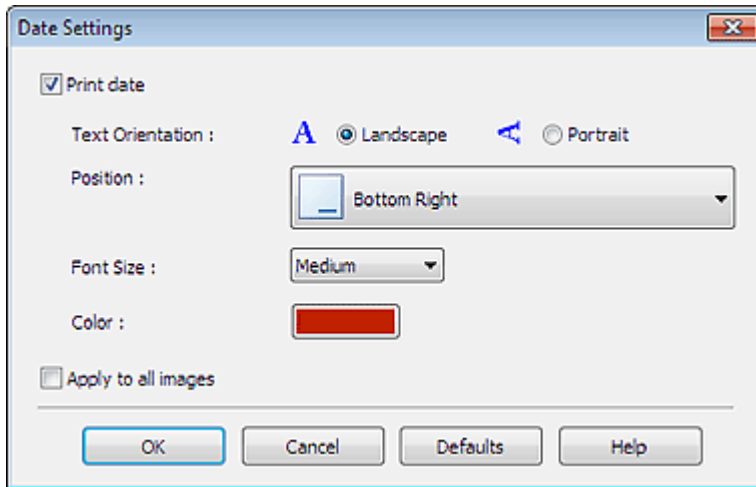 Date Settings
Print date
Text Orientation : A Landscape A Portrait
Position : Bottom Right
Font Size : Medium
Color :
Apply to all images
OK Cancel Defaults Help